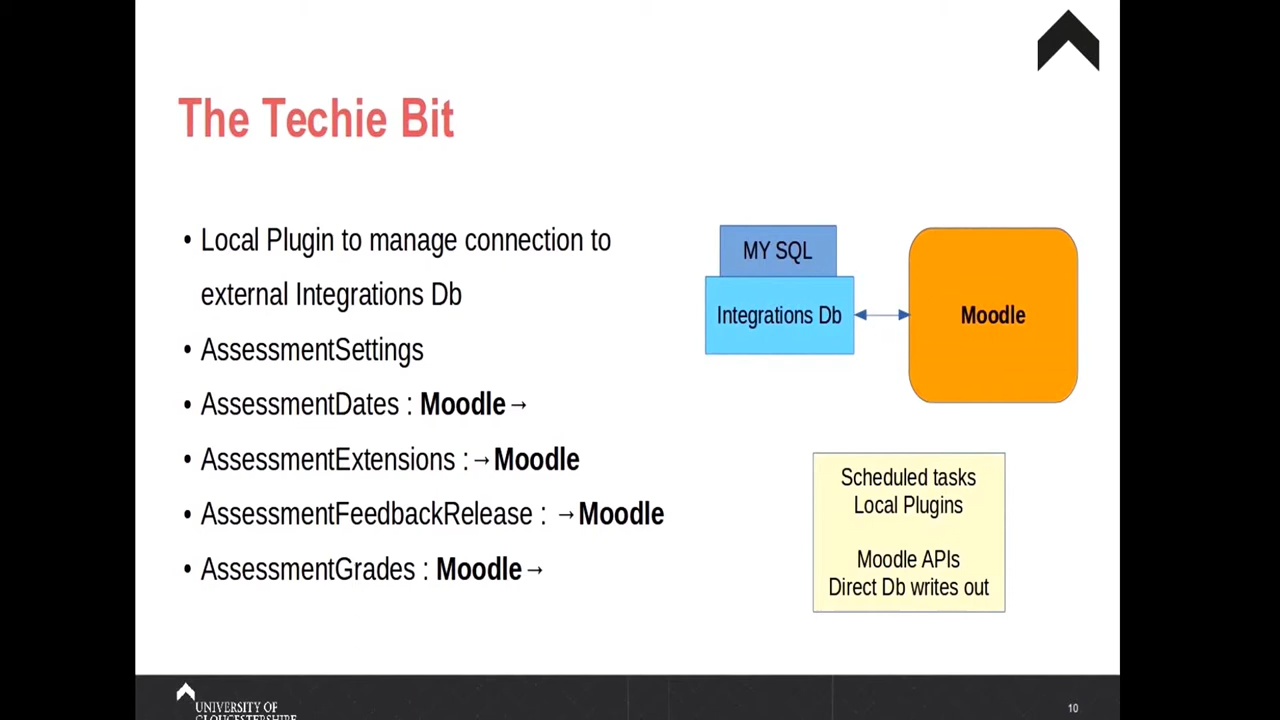 The Techie Bit
• Local Plugin to manage connection to
external Integrations Db
• AssessmentSettings
• AssessmentDates : Moodle→
• AssessmentExtensions :→Moodle
• AssessmentFeedbackRelease : →Moodle
• AssessmentGrades : Moodle→
MY SQL
Integrations Db
Moodle
Scheduled tasks
Local Plugins
Moodle APIs
Direct Db writes out
UNIVERSITY OF
GLOUCESTERSHIRE
10